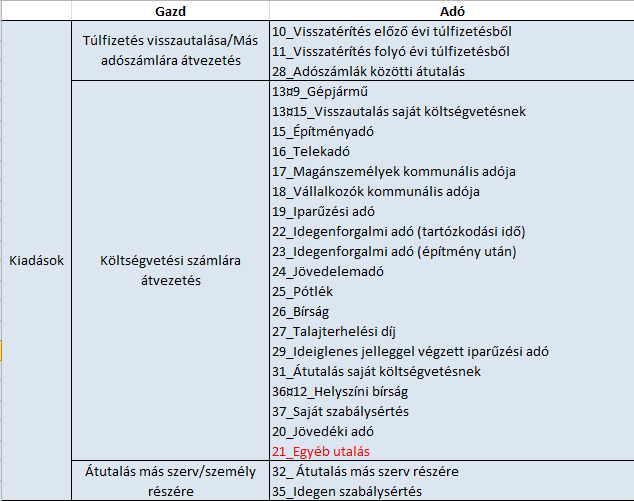 Gazd
Adó
Kiadások
Túlfizetés visszautalása/Más
adószámlára átvezetés
10_Visszatérítés előző évi túlfizetésből
11_Visszatérítés folyó évi túlfizetésből
28_Adószámlák közötti átutalás
Költségvetési számlára
átvezetés
13¤9_Gépjármű
13¤15_Visszautalás saját költségvetésnek
15_Építményadó
16_Telekadó
17_Magánszemélyek kommunális adója
18_Vállalkozók kommunális adója
19_Iparűzési adó
22_Idegenforgalmi adó (tartózkodási idő)
23_Idegenforgalmi adó (építmény után)
24_Jövedelemadó
25_Pótlék
26_Bírság
27_Talajterhelési díj
29_Ideiglenes jelleggel végzett iparűzési adó
31_Átutalás saját költségvetésnek
36¤12_Helyszíni bírság
37_Saját szabálysértés
20_Jövedéki adó
21_Egyéb utalás
Átutalás más szerv/személy
részére
32_ Átutalás más szerv részére
35_Idegen szabálysértés